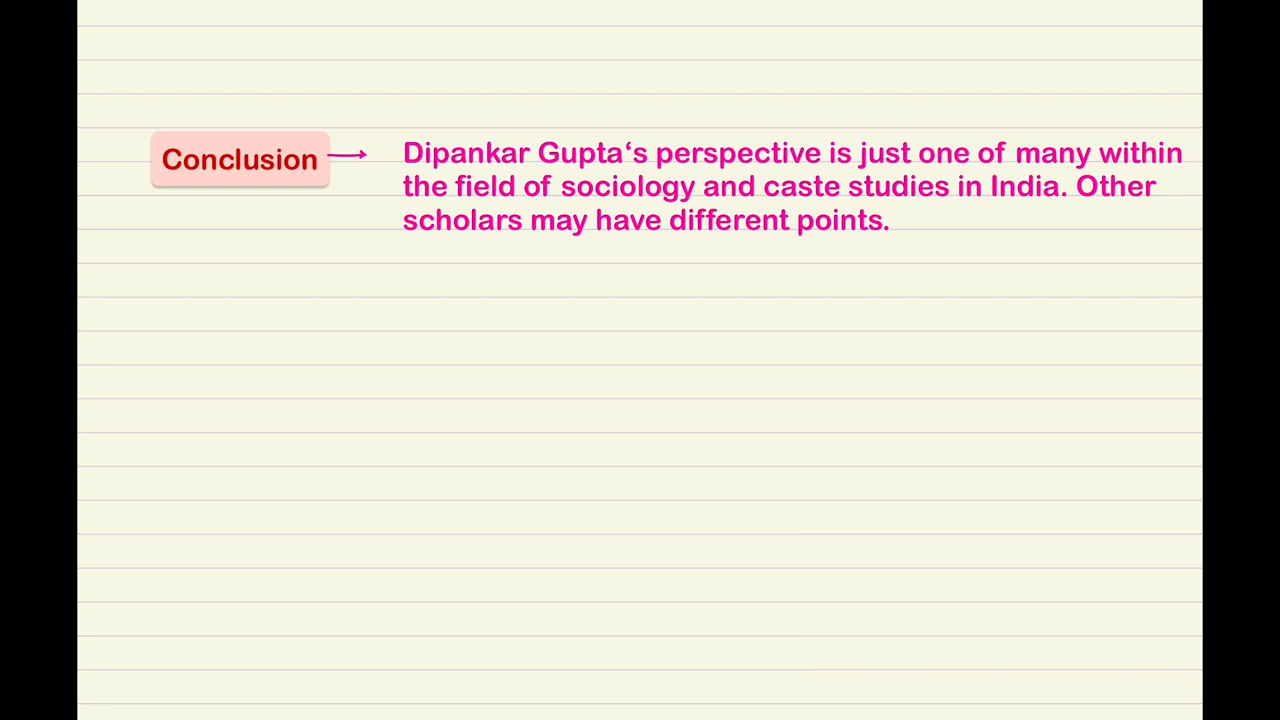 Conclusion
Dipankar Gupta‘s perspective is just one of many within
the field of sociology and caste studies in India. Other
scholars may have different points.